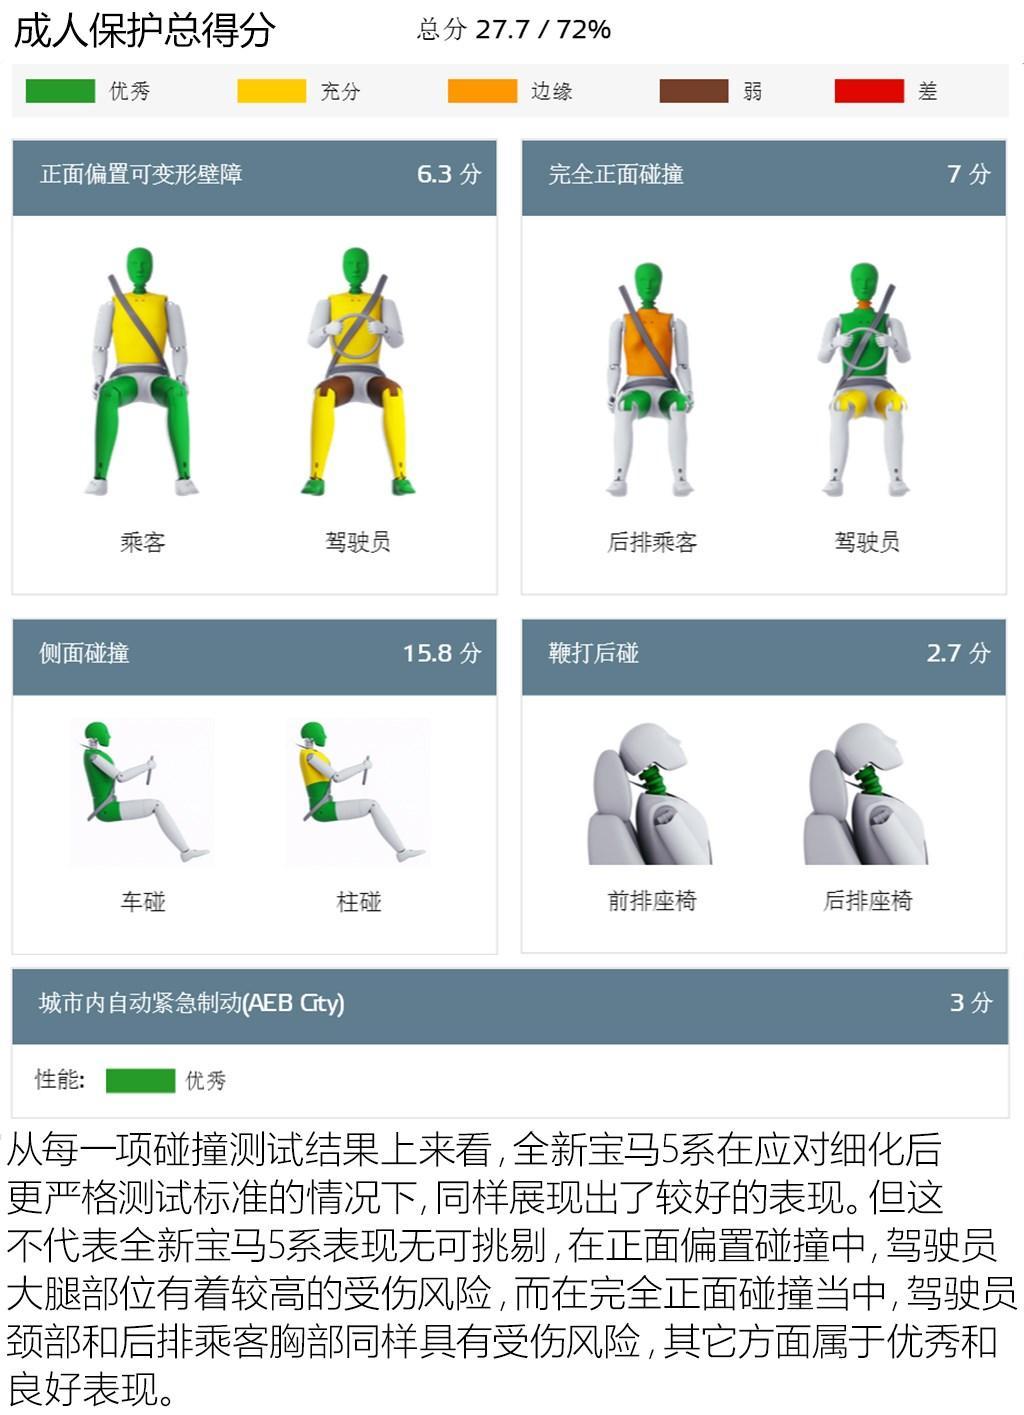 成人保护总得分 总分 27.7 / 72%
优秀 充分 边缘 弱 差
正面偏置可变形壁障 6.3 分
乘客 驾驶员
完全正面碰撞 7 分
后排乘客 驾驶员
侧面碰撞 15.8 分
车碰 柱碰
鞭打后碰 2.7 分
前排座椅 后排座椅
城市内自动紧急制动(AEB City) 3 分
性能: 优秀
从每一项碰撞测试结果上来看,全新宝马5系在应对细化后
更严格测试标准的情况下,同样展现出了较好的表现。但这
不代表全新宝马5系表现无可挑剔,在正面偏置碰撞中,驾驶员
大腿部位有着较高的受伤风险,而在完全正面碰撞当中,驾驶员
颈部和后排乘客胸部同样具有受伤风险,其它方面属于优秀和
良好表现。